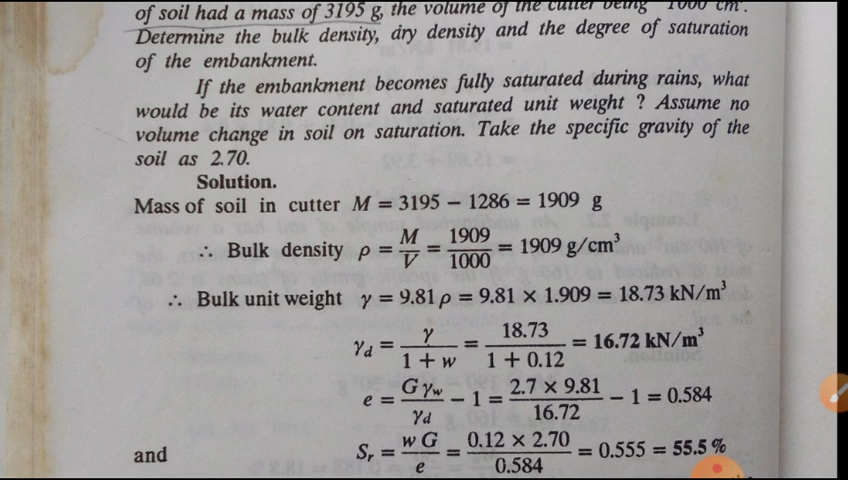 of soil had a mass of 3195 g, the volume of the cutter being 1000 cm³.
Determine the bulk density, dry density and the degree of saturation
of the embankment.
If the embankment becomes fully saturated during rains, what
would be its water content and saturated unit weight ? Assume no
volume change in soil on saturation. Take the specific gravity of the
soil as 2.70.
Solution.
Mass of soil in cutter M = 3195 − 1286 = 1909 g
∴ Bulk density ρ = M/V = 1909/1000 = 1909 g/cm³
∴ Bulk unit weight γ = 9.81 ρ = 9.81 × 1.909 = 18.73 kN/m³
γd = γ/(1 + w) = 18.73/(1 + 0.12) = 16.72 kN/m³
e = Gγw/γd − 1 = (2.7 × 9.81)/16.72 − 1 = 0.584
and Sr = wG/e = (0.12 × 2.70)/0.584 = 0.555 = 55.5 %